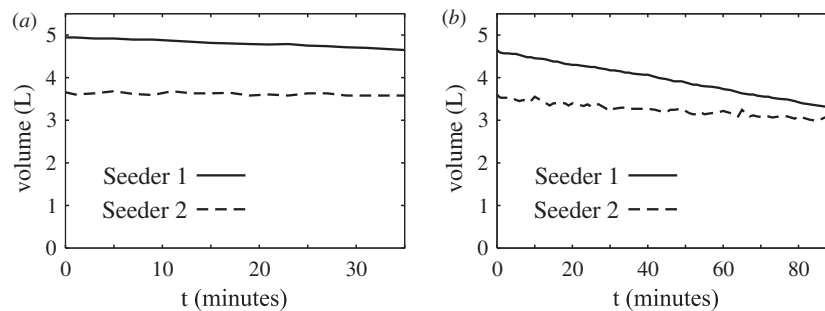 (a)
5
4
3
2
1
0
volume (L)
Seeder 1
Seeder 2
0 10 20 30
t (minutes)
(b)
5
4
3
2
1
0
volume (L)
Seeder 1
Seeder 2
0 20 40 60 80
t (minutes)